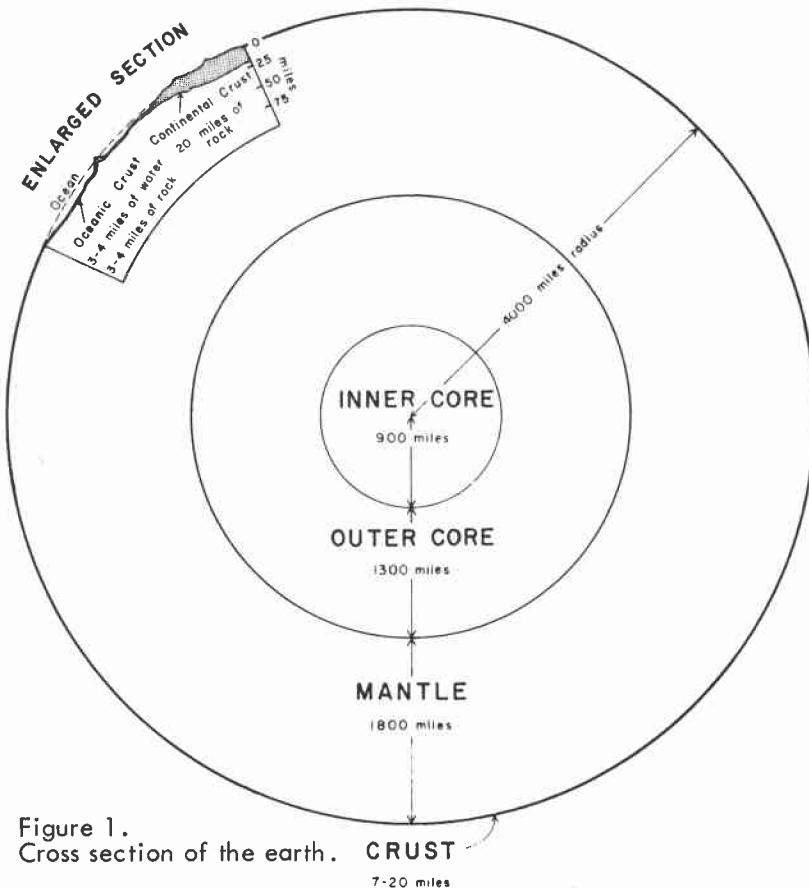 ENLARGED SECTION
0
25
50
75
miles
Continental Crust
20 miles of
rock
Ocean
Oceanic Crust
3-4 miles of water
3-4 miles of rock
4000 miles radius
INNER CORE
900 miles
OUTER CORE
1300 miles
MANTLE
1800 miles
Figure 1.
Cross section of the earth.
CRUST
7-20 miles